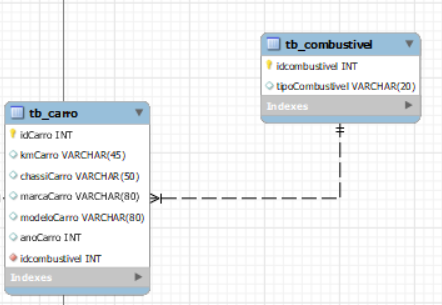 tb_combustivel
idcombustivel INT
tipoCombustivel VARCHAR(20)
Indexes
tb_carro
idCarro INT
kmCarro VARCHAR(45)
chassiCarro VARCHAR(50)
marcaCarro VARCHAR(80)
modeloCarro VARCHAR(80)
anoCarro INT
idcombustivel INT
Indexes